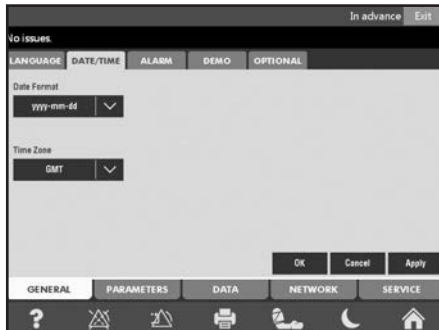 In advance Exit
No issues.
LANGUAGE DATE/TIME ALARM DEMO OPTIONAL
Date Format
yyyy-mm-dd
Time Zone
GMT
OK Cancel Apply
GENERAL PARAMETERS DATA NETWORK SERVICE
?